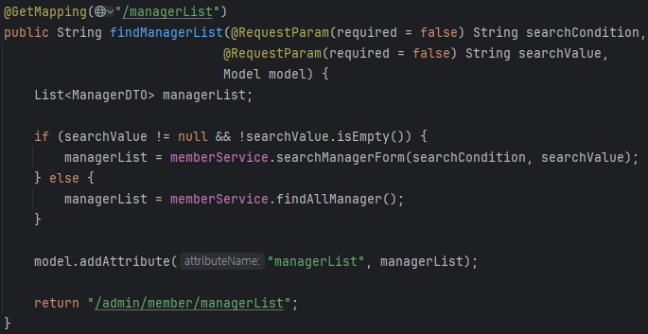 @GetMapping("/managerList")
public String findManagerList(@RequestParam(required = false) String searchCondition,
                              @RequestParam(required = false) String searchValue,
                              Model model) {
    List<ManagerDTO> managerList;

    if (searchValue != null && !searchValue.isEmpty()) {
        managerList = memberService.searchManagerForm(searchCondition, searchValue);
    } else {
        managerList = memberService.findAllManager();
    }

    model.addAttribute( attributeName: "managerList", managerList);

    return "/admin/member/managerList";
}